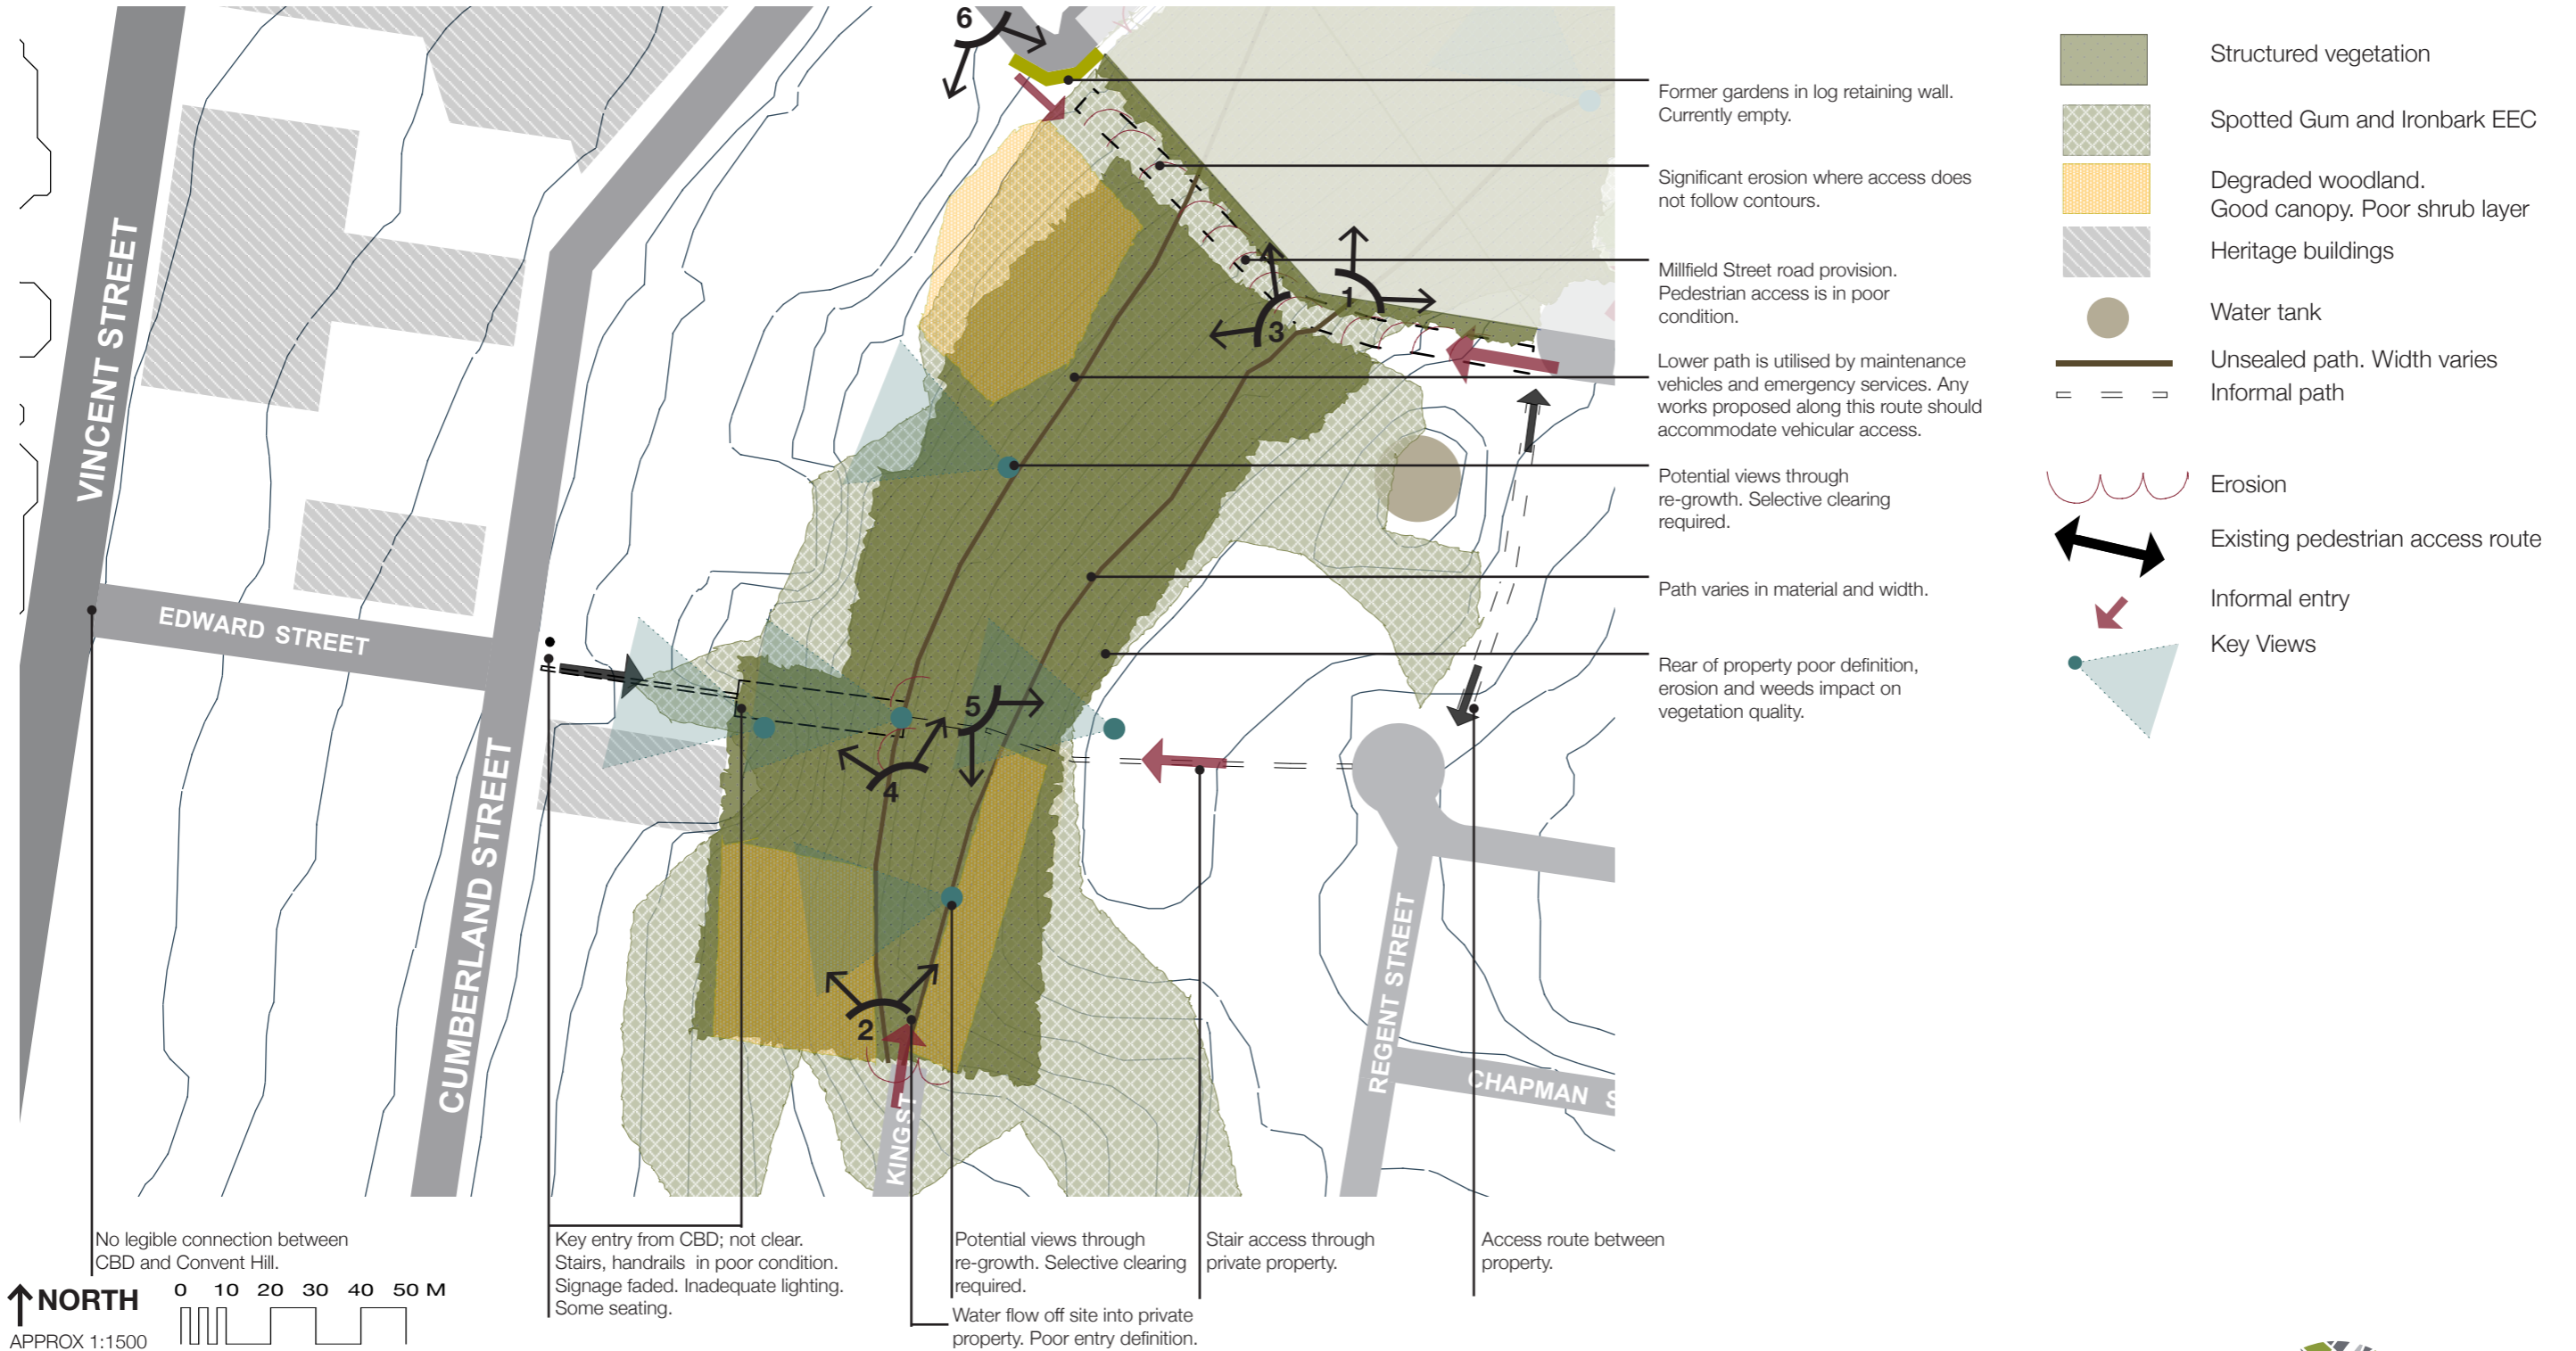 6
Former gardens in log retaining wall.
Currently empty.
Significant erosion where access does
not follow contours.
Millfield Street road provision.
Pedestrian access is in poor
condition.
Lower path is utilised by maintenance
vehicles and emergency services. Any
works proposed along this route should
accommodate vehicular access.
Potential views through
re-growth. Selective clearing
required.
Path varies in material and width.
Rear of property poor definition,
erosion and weeds impact on
vegetation quality.
Structured vegetation
Spotted Gum and Ironbark EEC
Degraded woodland.
Good canopy. Poor shrub layer
Heritage buildings
Water tank
Unsealed path. Width varies
Informal path
Erosion
Existing pedestrian access route
Informal entry
Key Views
VINCENT STREET
EDWARD STREET
CUMBERLAND STREET
1
3
5
4
2
KINGST
REGENT STREET
CHAPMAN S
No legible connection between
CBD and Convent Hill.
Key entry from CBD; not clear.
Stairs, handrails in poor condition.
Signage faded. Inadequate lighting.
Some seating.
Potential views through
re-growth. Selective clearing
required.
Water flow off site into private
property. Poor entry definition.
Stair access through
private property.
Access route between
property.
NORTH
APPROX 1:1500
0 10 20 30 40 50 M